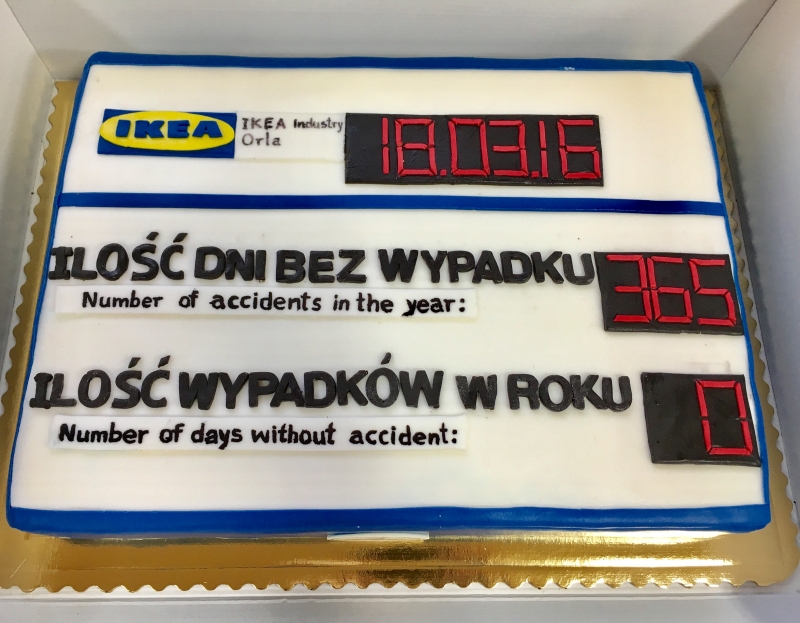 IKEA
IKEA Industry
Orla
18.03.16
ILOŚĆ DNI BEZ WYPADKU 365
Number of accidents in the year:
ILOŚĆ WYPADKÓW W ROKU 0
Number of days without accident: